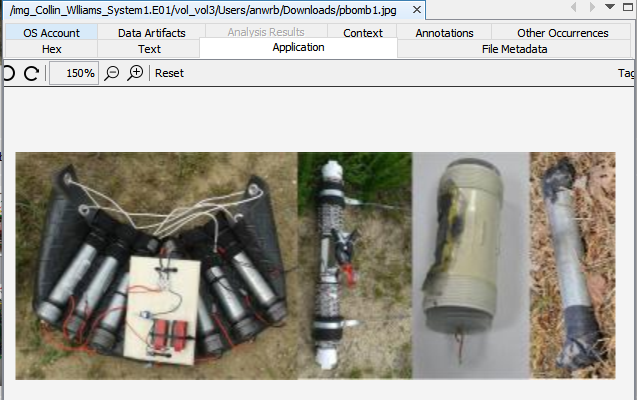 /img_Collin_Wlliams_System1.E01/vol_vol3/Users/anwrb/Downloads/pbomb1.jpg
OS Account Data Artifacts Analysis Results Context Annotations Other Occurrences
Hex Text Application File Metadata
150% Reset Tag